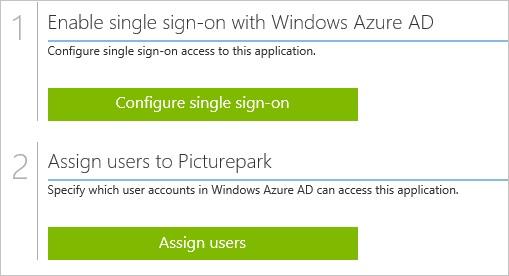 1
Enable single sign-on with Windows Azure AD
Configure single sign-on access to this application.
Configure single sign-on
2
Assign users to Picturepark
Specify which user accounts in Windows Azure AD can access this application.
Assign users